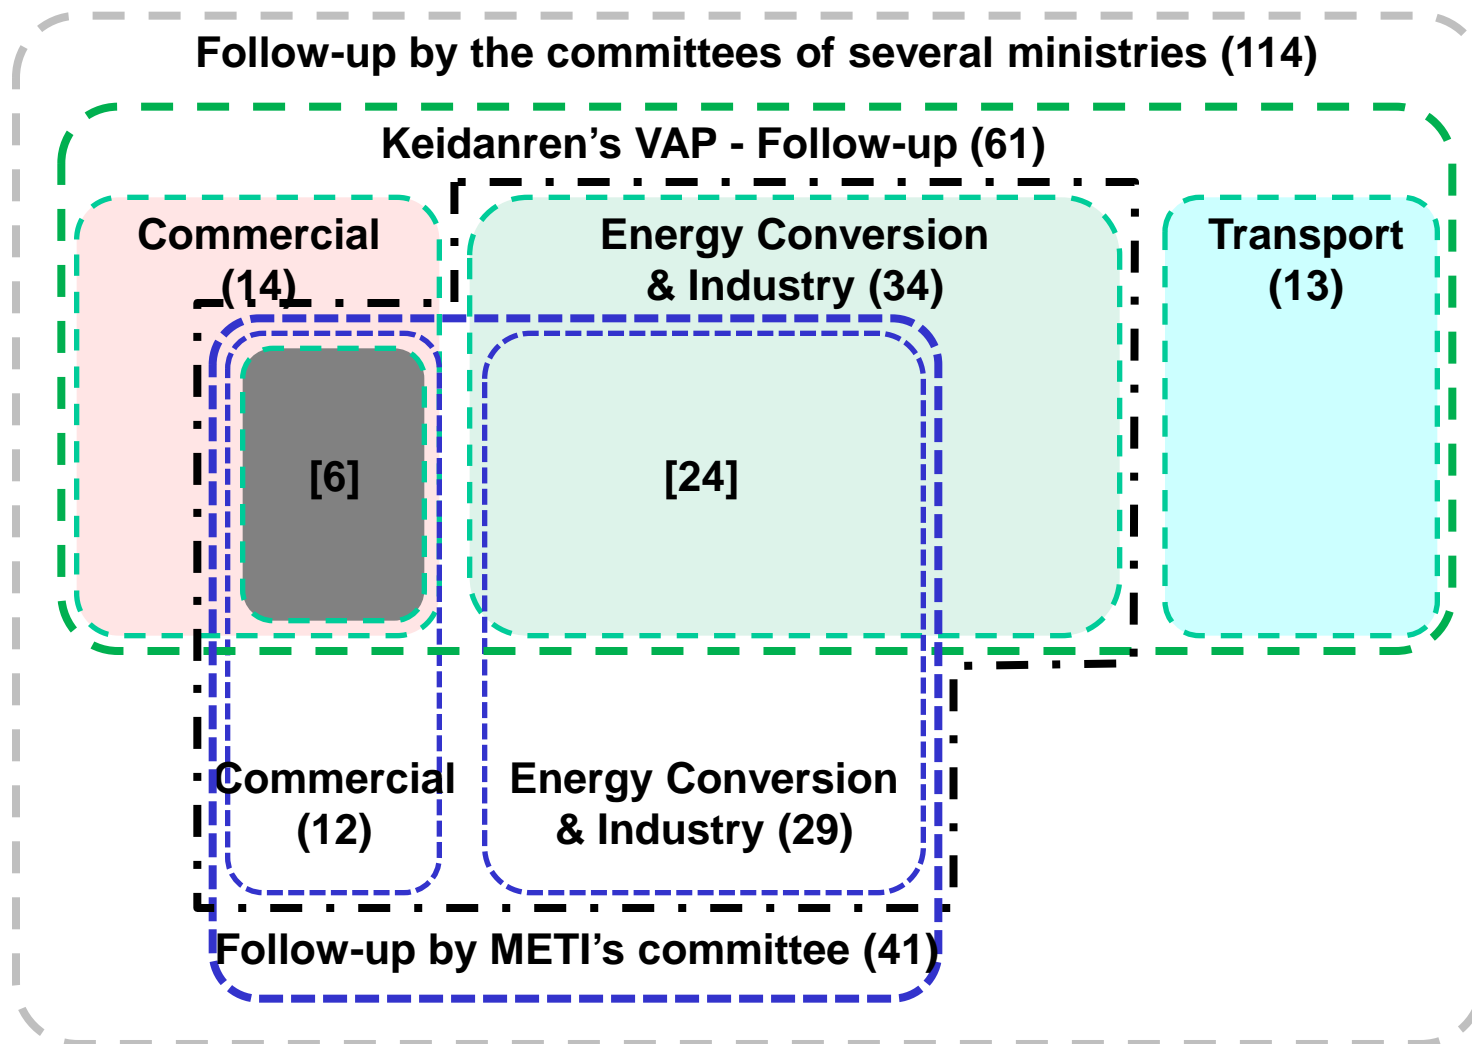 Follow-up by the committees of several ministries (114)
Keidanren’s VAP - Follow-up (61)
Commercial
(14)
Energy Conversion
& Industry (34)
Transport
(13)
[6]
[24]
Commercial
(12)
Energy Conversion
& Industry (29)
Follow-up by METI’s committee (41)